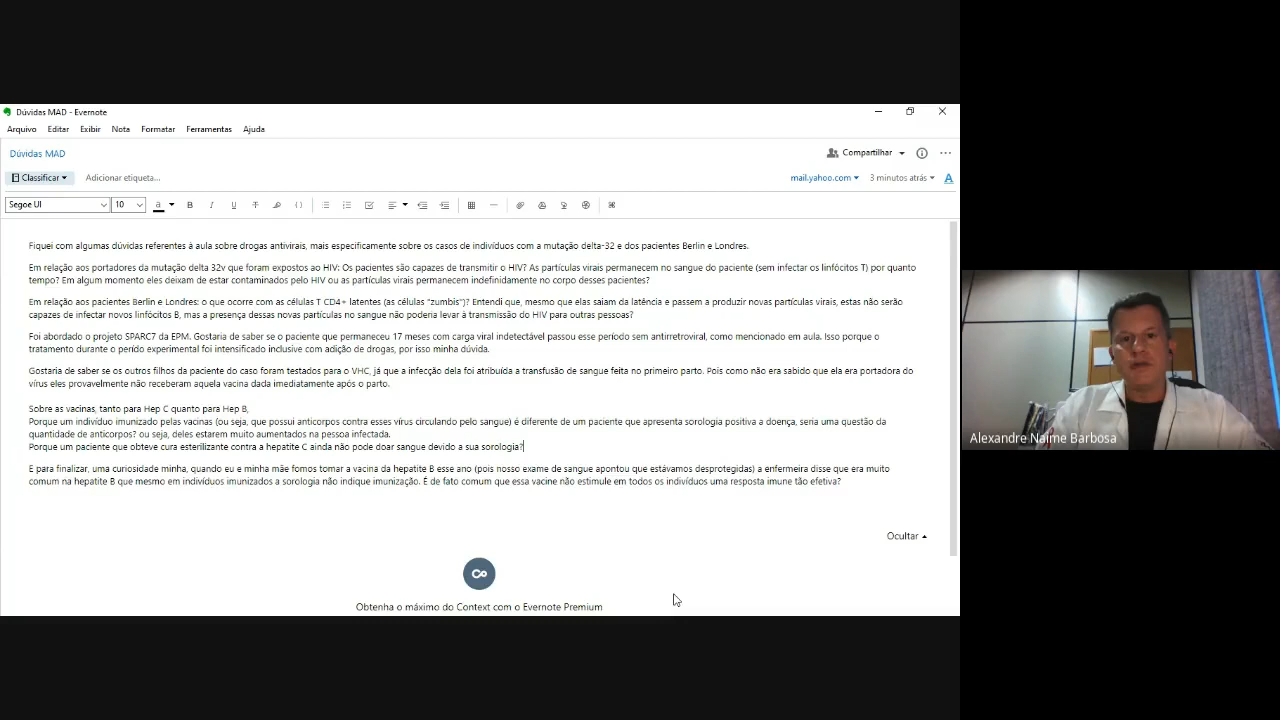 Dúvidas MAD - Evernote
Arquivo Editar Exibir Nota Formatar Ferramentas Ajuda
Dúvidas MAD
Compartilhar
Classificar
Adicionar etiqueta...
mail.yahoo.com
3 minutos atrás
A
Segoe UI 10 a B I U T
Fiquei com algumas dúvidas referentes à aula sobre drogas antivirais, mais especificamente sobre os casos de indivíduos com a mutação delta-32 e dos pacientes Berlin e Londres.
Em relação aos portadores da mutação delta 32v que foram expostos ao HIV: Os pacientes são capazes de transmitir o HIV? As partículas virais permanecem no sangue do paciente (sem infectar os linfócitos T) por quanto
tempo? Em algum momento eles deixam de estar contaminados pelo HIV ou as partículas virais permanecem indefinidamente no corpo desses pacientes?
Em relação aos pacientes Berlin e Londres: o que ocorre com as células T CD4+ latentes (as células "zumbis")? Entendi que, mesmo que elas saiam da latência e passem a produzir novas partículas virais, estas não serão
capazes de infectar novos linfócitos B, mas a presença dessas novas partículas no sangue não poderia levar à transmissão do HIV para outras pessoas?
Foi abordado o projeto SPARC7 da EPM. Gostaria de saber se o paciente que permaneceu 17 meses com carga viral indetectável passou esse período sem antirretroviral, como mencionado em aula. Isso porque o
tratamento durante o perído experimental foi intensificado inclusive com adição de drogas, por isso minha dúvida.
Gostaria de saber se os outros filhos da paciente do caso foram testados para o VHC, já que a infecção dela foi atribuída a transfusão de sangue feita no primeiro parto. Pois como não era sabido que ela era portadora do
vírus eles provavelmente não receberam aquela vacina dada imediatamente após o parto.
Sobre as vacinas, tanto para Hep C quanto para Hep B,
Porque um indivíduo imunizado pelas vacinas (ou seja, que possui anticorpos contra esses vírus circulando pelo sangue) é diferente de um paciente que apresenta sorologia positiva a doença, seria uma questão da
quantidade de anticorpos? ou seja, deles estarem muito aumentados na pessoa infectada.
Porque um paciente que obteve cura esterilizante contra a hepatite C ainda não pode doar sangue devido a sua sorologia?
E para finalizar, uma curiosidade minha, quando eu e minha mãe fomos tomar a vacina da hepatite B esse ano (pois nosso exame de sangue apontou que estávamos desprotegidas) a enfermeira disse que era muito
comum na hepatite B que mesmo em indivíduos imunizados a sorologia não indique imunização. É de fato comum que essa vacine não estimule em todos os indivíduos uma resposta imune tão efetiva?
Ocultar
Obtenha o máximo do Context com o Evernote Premium
Alexandre Naime Barbosa